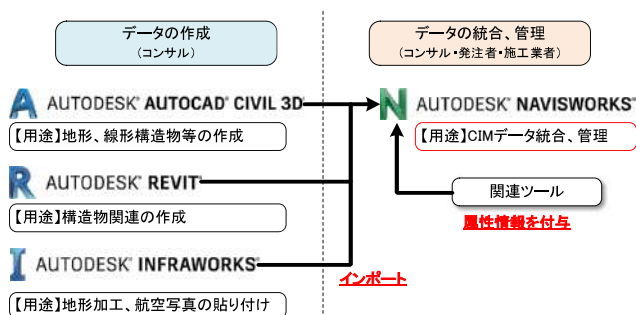 データの作成
(コンサル)
データの統合、管理
(コンサル・発注者・施工業者)
AUTODESK® AUTOCAD® CIVIL 3D®
【用途】地形、線形構造物等の作成
AUTODESK® NAVISWORKS®
【用途】CIMデータ統合、管理
AUTODESK® REVIT®
【用途】構造物関連の作成
関連ツール
属性情報を付与
AUTODESK® INFRAWORKS®
インポート
【用途】地形加工、航空写真の貼り付け